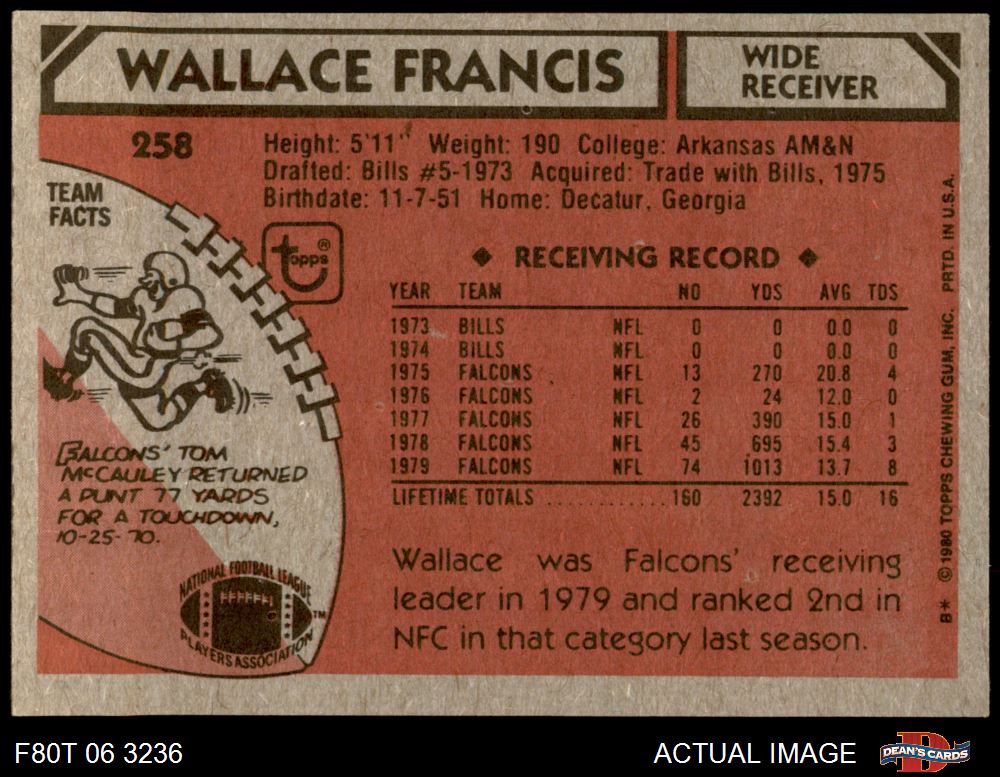 WALLACE FRANCIS
WIDE
RECEIVER
258
Height: 5'11" Weight: 190 College: Arkansas AM&N
Drafted: Bills #5-1973 Acquired: Trade with Bills, 1975
Birthdate: 11-7-51 Home: Decatur, Georgia
TEAM
FACTS
topps®
◆ RECEIVING RECORD ◆
YEAR TEAM NO YDS AVG TDS
1973 BILLS NFL 0 0 0.0 0
1974 BILLS NFL 0 0 0.0 0
1975 FALCONS NFL 13 270 20.8 4
1976 FALCONS NFL 2 24 12.0 0
1977 FALCONS NFL 26 390 15.0 1
1978 FALCONS NFL 45 695 15.4 3
1979 FALCONS NFL 74 1013 13.7 8
LIFETIME TOTALS ............ 160 2392 15.0 16
FALCONS' TOM
McCAULEY RETURNED
A PUNT 77 YARDS
FOR A TOUCHDOWN,
10-25-70.
NATIONAL FOOTBALL LEAGUE
PLAYERS ASSOCIATION
TM
Wallace was Falcons' receiving
leader in 1979 and ranked 2nd in
NFC in that category last season.
B* © 1980 TOPPS CHEWING GUM, INC. PRTD. IN U.S.A.
F80T 06 3236
ACTUAL IMAGE
D
DEAN'S CARDS